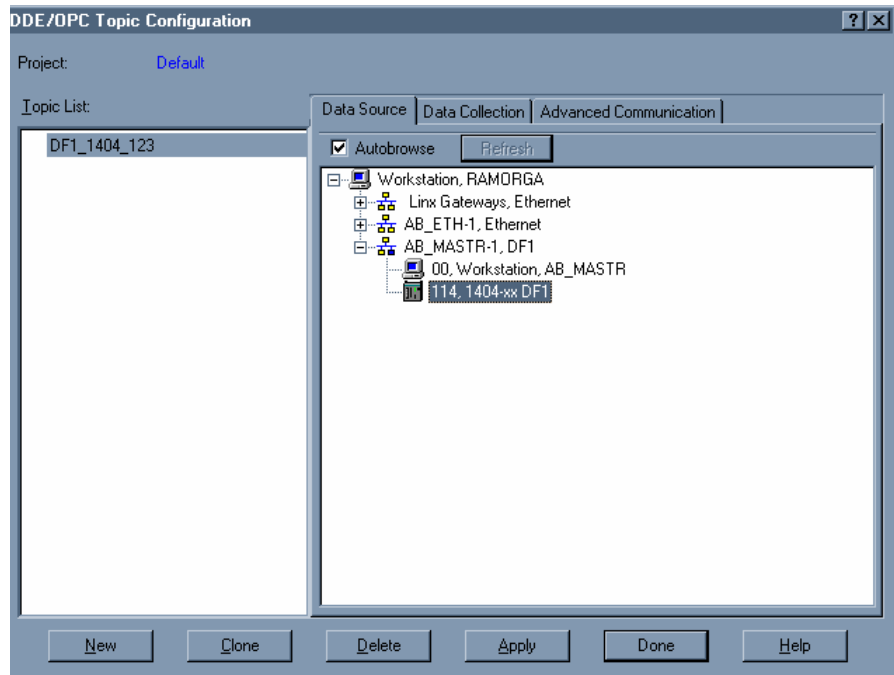 DDE/OPC Topic Configuration
? X
Project: Default
Topic List:
DF1_1404_123
Data Source Data Collection Advanced Communication
Autobrowse Refresh
Workstation, RAMORGA
Linx Gateways, Ethernet
AB_ETH-1, Ethernet
AB_MASTR-1, DF1
00, Workstation, AB_MASTR
114, 1404-xx DF1
New Clone Delete Apply Done Help